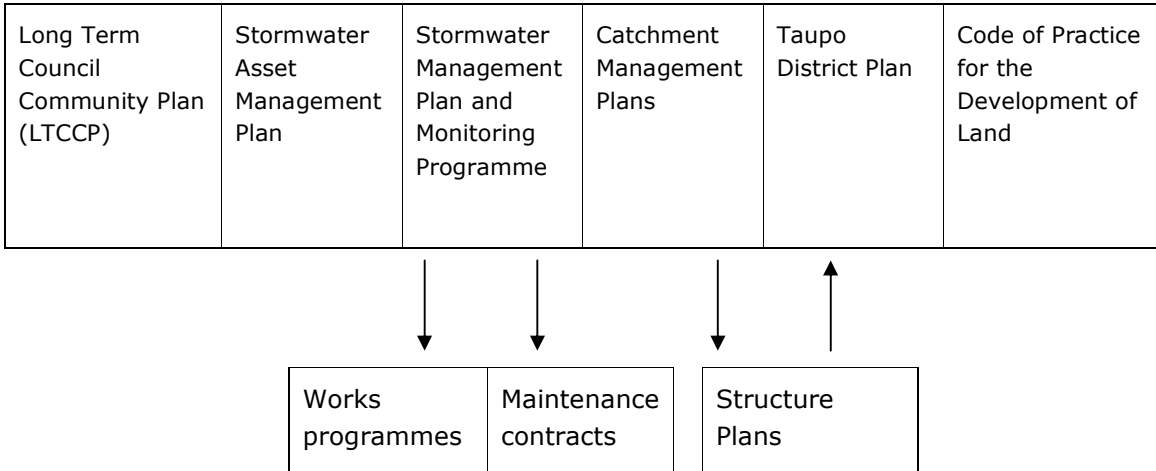 Long Term
Council
Community Plan
(LTCCP)
Stormwater
Asset
Management
Plan
Stormwater
Management
Plan and
Monitoring
Programme
Catchment
Management
Plans
Taupo
District Plan
Code of Practice
for the
Development of
Land
Works
programmes
Maintenance
contracts
Structure
Plans